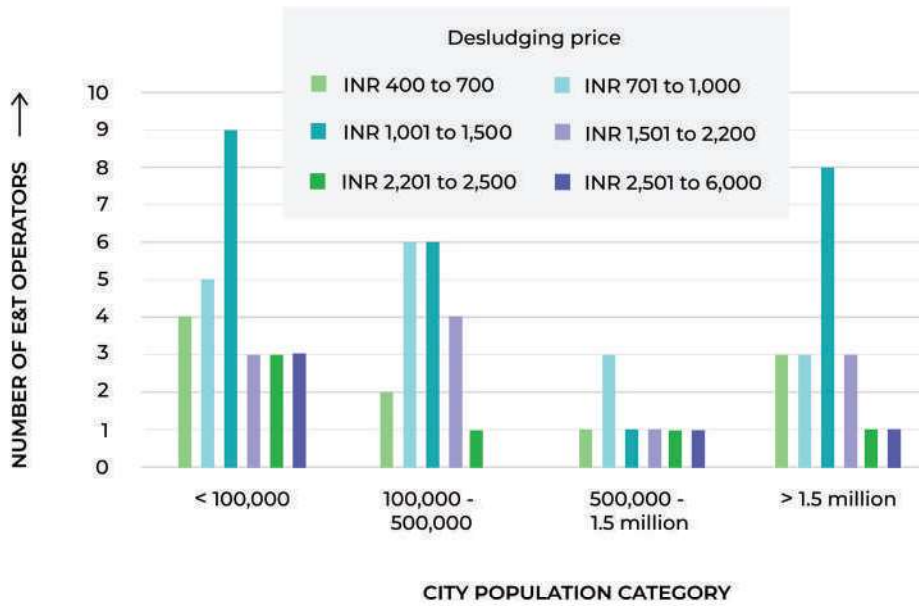 Desludging price
INR 400 to 700
INR 701 to 1,000
INR 1,001 to 1,500
INR 1,501 to 2,200
INR 2,201 to 2,500
INR 2,501 to 6,000
NUMBER OF E&T OPERATORS
10
9
8
7
6
5
4
3
2
1
0
< 100,000
100,000 -
500,000
500,000 -
1.5 million
> 1.5 million
CITY POPULATION CATEGORY